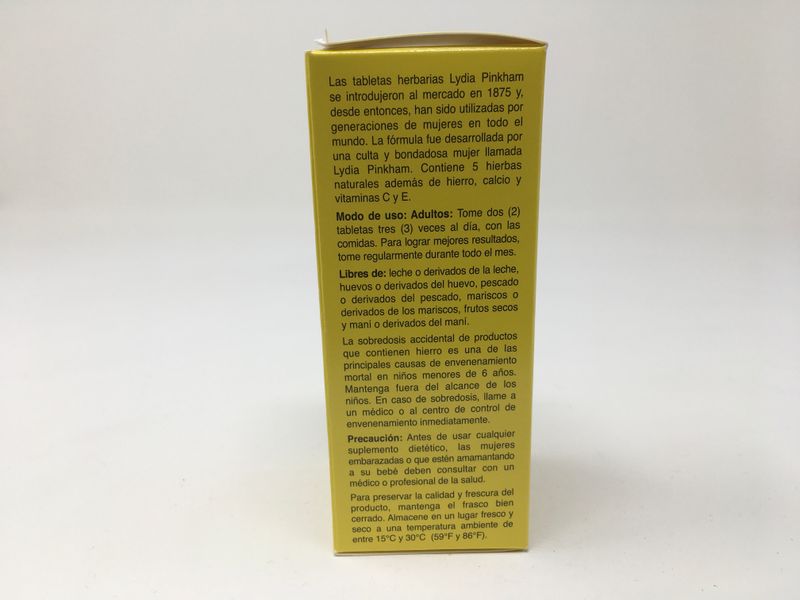 Las tabletas herbarias Lydia Pinkham
se introdujeron al mercado en 1875 y,
desde entonces, han sido utilizadas por
generaciones de mujeres en todo el
mundo. La fórmula fue desarrollada por
una culta y bondadosa mujer llamada
Lydia Pinkham. Contiene 5 hierbas
naturales además de hierro, calcio y
vitaminas C y E.
Modo de uso: Adultos: Tome dos (2)
tabletas tres (3) veces al día, con las
comidas. Para lograr mejores resultados,
tome regularmente durante todo el mes.
Libres de: leche o derivados de la leche,
huevos o derivados del huevo, pescado
o derivados del pescado, mariscos o
derivados de los mariscos, frutos secos
y maní o derivados del maní.
La sobredosis accidental de productos
que contienen hierro es una de las
principales causas de envenenamiento
mortal en niños menores de 6 años.
Mantenga fuera del alcance de los
niños. En caso de sobredosis, llame a
un médico o al centro de control de
envenenamiento inmediatamente.
Precaución: Antes de usar cualquier
suplemento dietético, las mujeres
embarazadas o que estén amamantando
a su bebé deben consultar con un
médico o profesional de la salud.
Para preservar la calidad y frescura del
producto, mantenga el frasco bien
cerrado. Almacene en un lugar fresco y
seco a una temperatura ambiente de
entre 15°C y 30°C (59°F y 86°F).